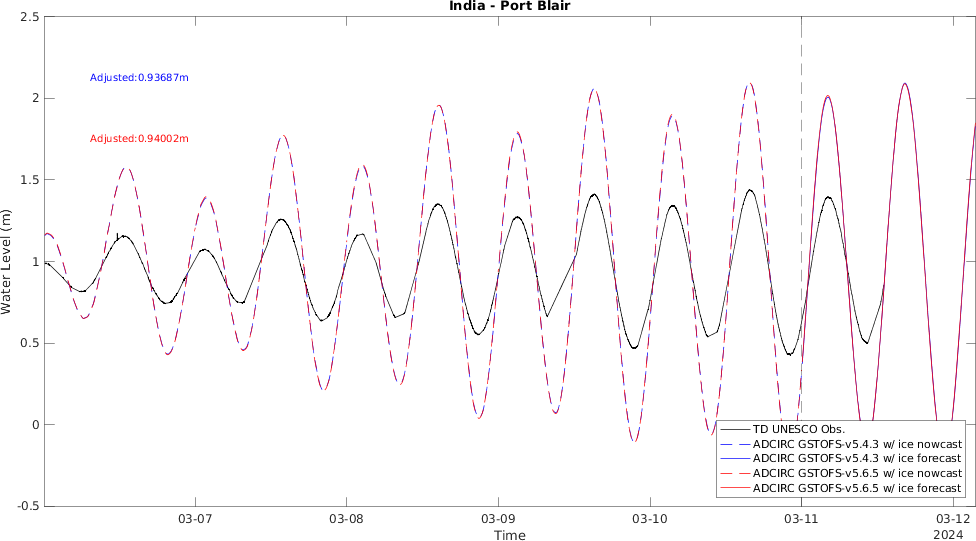 India - Port Blair
Adjusted:0.93687m
Adjusted:0.94002m
Water Level (m)
2.5
2
1.5
1
0.5
0
-0.5
TD UNESCO Obs.
ADCIRC GSTOFS-v5.4.3 w/ ice nowcast
ADCIRC GSTOFS-v5.4.3 w/ ice forecast
ADCIRC GSTOFS-v5.6.5 w/ ice nowcast
ADCIRC GSTOFS-v5.6.5 w/ ice forecast
03-07 03-08 03-09 03-10 03-11 03-12
Time
2024